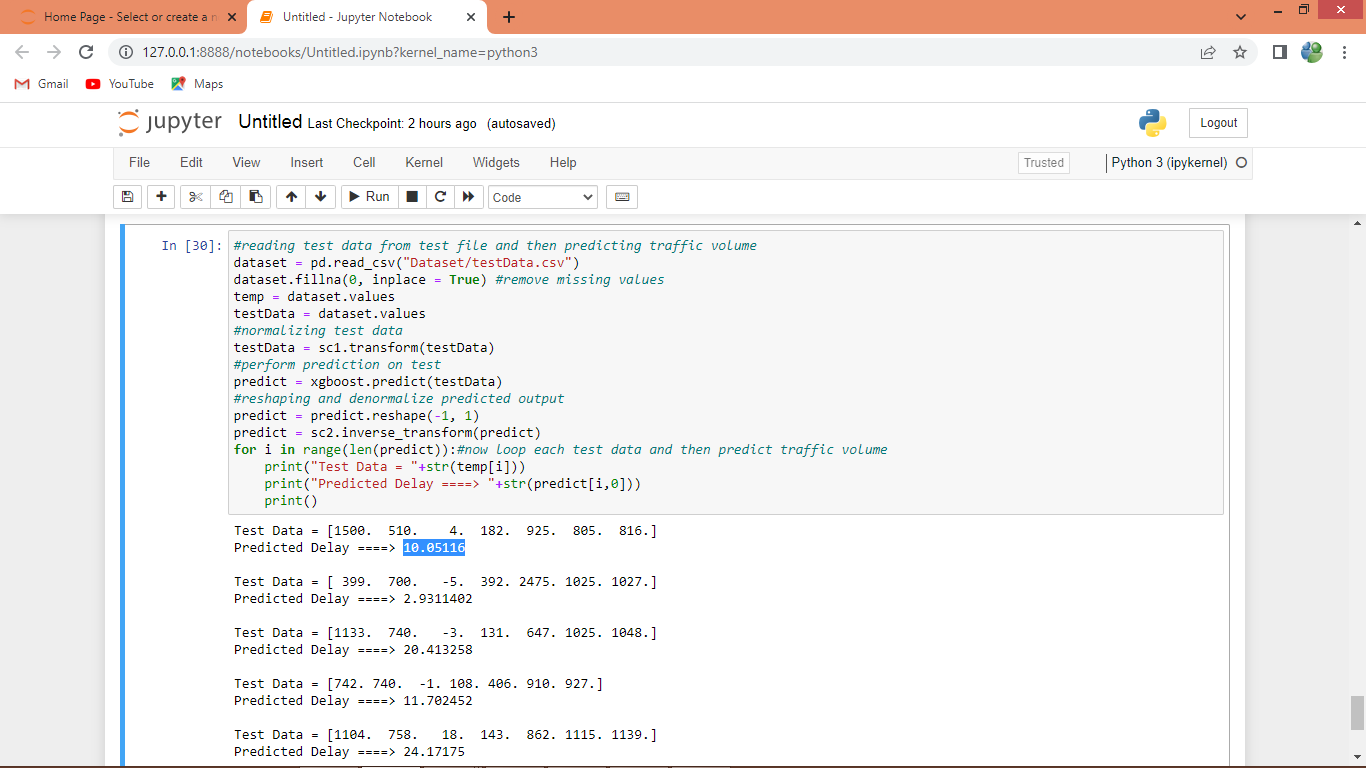 Home Page - Select or create a n
Untitled - Jupyter Notebook
127.0.0.1:8888/notebooks/Untitled.ipynb?kernel_name=python3
Gmail YouTube Maps
jupyter Untitled Last Checkpoint: 2 hours ago (autosaved)
Logout
File Edit View Insert Cell Kernel Widgets Help
Trusted
Python 3 (ipykernel)
Run
Code
In [30]:
#reading test data from test file and then predicting traffic volume
dataset = pd.read_csv("Dataset/testData.csv")
dataset.fillna(0, inplace = True) #remove missing values
temp = dataset.values
testData = dataset.values
#normalizing test data
testData = sc1.transform(testData)
#perform prediction on test
predict = xgboost.predict(testData)
#reshaping and denormalize predicted output
predict = predict.reshape(-1, 1)
predict = sc2.inverse_transform(predict)
for i in range(len(predict)):#now loop each test data and then predict traffic volume
    print("Test Data = "+str(temp[i]))
    print("Predicted Delay ====> "+str(predict[i,0]))
    print()
Test Data = [1500.  510.    4.  182.  925.  805.  816.]
Predicted Delay ====> 10.05116
Test Data = [ 399.  700.   -5.  392. 2475. 1025. 1027.]
Predicted Delay ====> 2.9311402
Test Data = [1133.  740.   -3.  131.  647. 1025. 1048.]
Predicted Delay ====> 20.413258
Test Data = [742. 740.  -1. 108. 406. 910. 927.]
Predicted Delay ====> 11.702452
Test Data = [1104.  758.   18.  143.  862. 1115. 1139.]
Predicted Delay ====> 24.17175